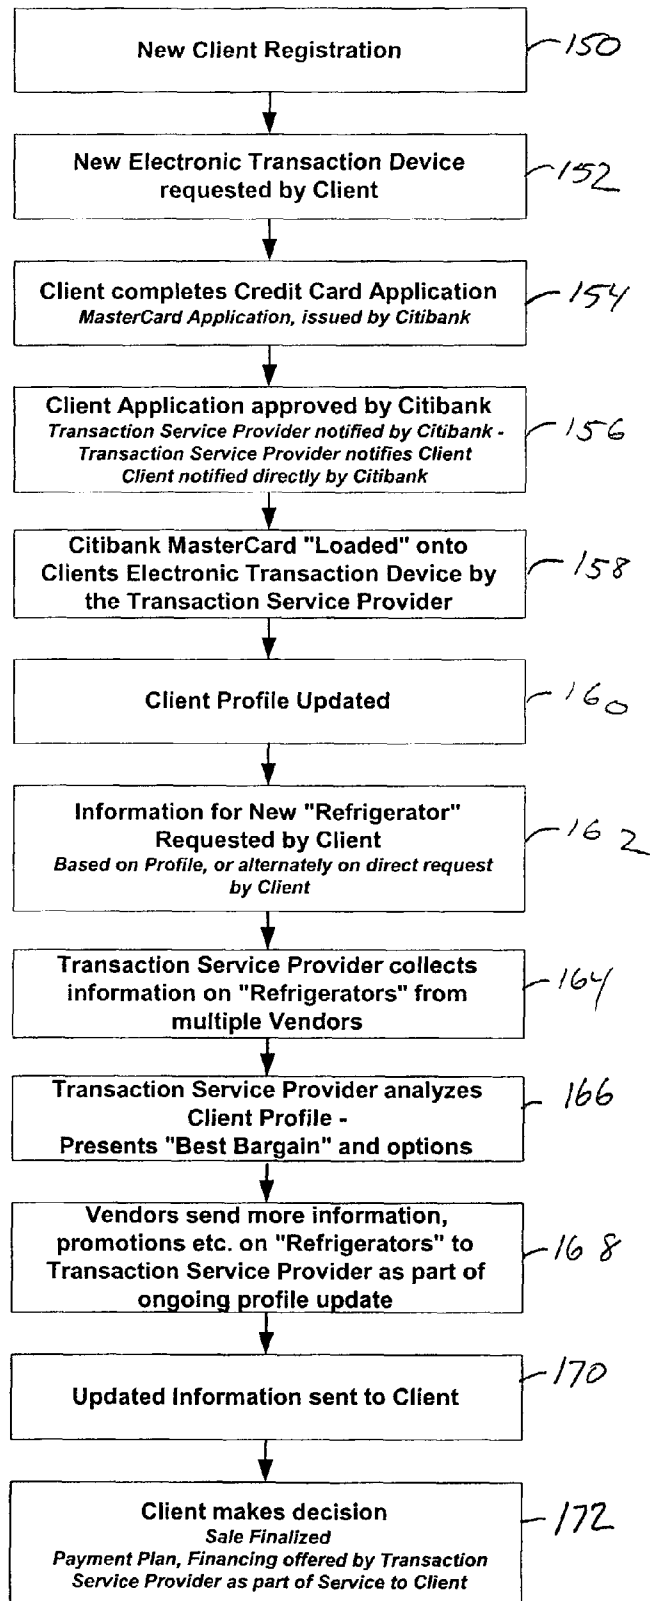 New Client Registration
150
New Electronic Transaction Device
requested by Client
152
Client completes Credit Card Application
MasterCard Application, issued by Citibank
154
Client Application approved by Citibank
Transaction Service Provider notified by Citibank -
Transaction Service Provider notifies Client
Client notified directly by Citibank
156
Citibank MasterCard "Loaded" onto
Clients Electronic Transaction Device by
the Transaction Service Provider
158
Client Profile Updated
160
Information for New "Refrigerator"
Requested by Client
Based on Profile, or alternately on direct request
by Client
162
Transaction Service Provider collects
information on "Refrigerators" from
multiple Vendors
164
Transaction Service Provider analyzes
Client Profile -
Presents "Best Bargain" and options
166
Vendors send more information,
promotions etc. on "Refrigerators" to
Transaction Service Provider as part of
ongoing profile update
168
Updated Information sent to Client
170
Client makes decision
Sale Finalized
Payment Plan, Financing offered by Transaction
Service Provider as part of Service to Client
172